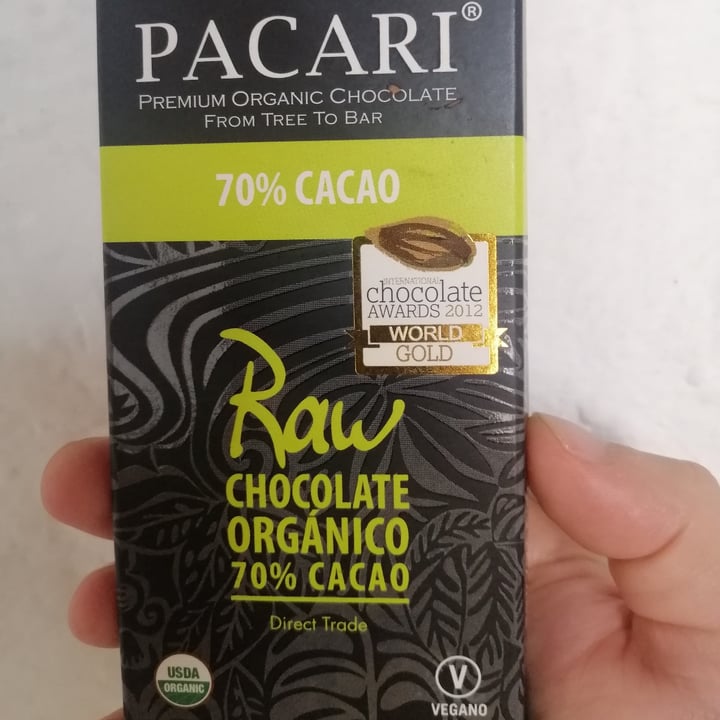 PACARI®
PREMIUM ORGANIC CHOCOLATE
FROM TREE TO BAR
70% CACAO
INTERNATIONAL
chocolate
AWARDS 2012
WORLD
GOLD
Raw
CHOCOLATE
ORGÁNICO
70% CACAO
Direct Trade
USDA
ORGANIC
V
VEGANO